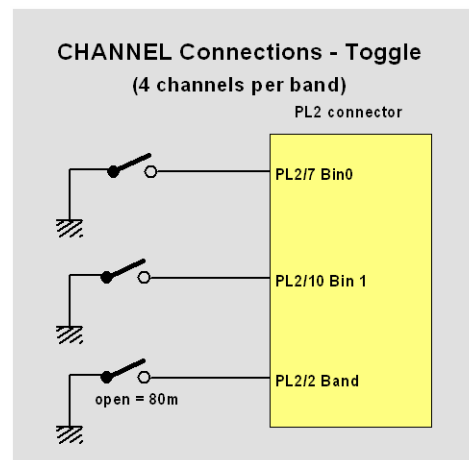 CHANNEL Connections - Toggle
(4 channels per band)
PL2 connector
PL2/7 Bin0
PL2/10 Bin 1
PL2/2 Band
open = 80m